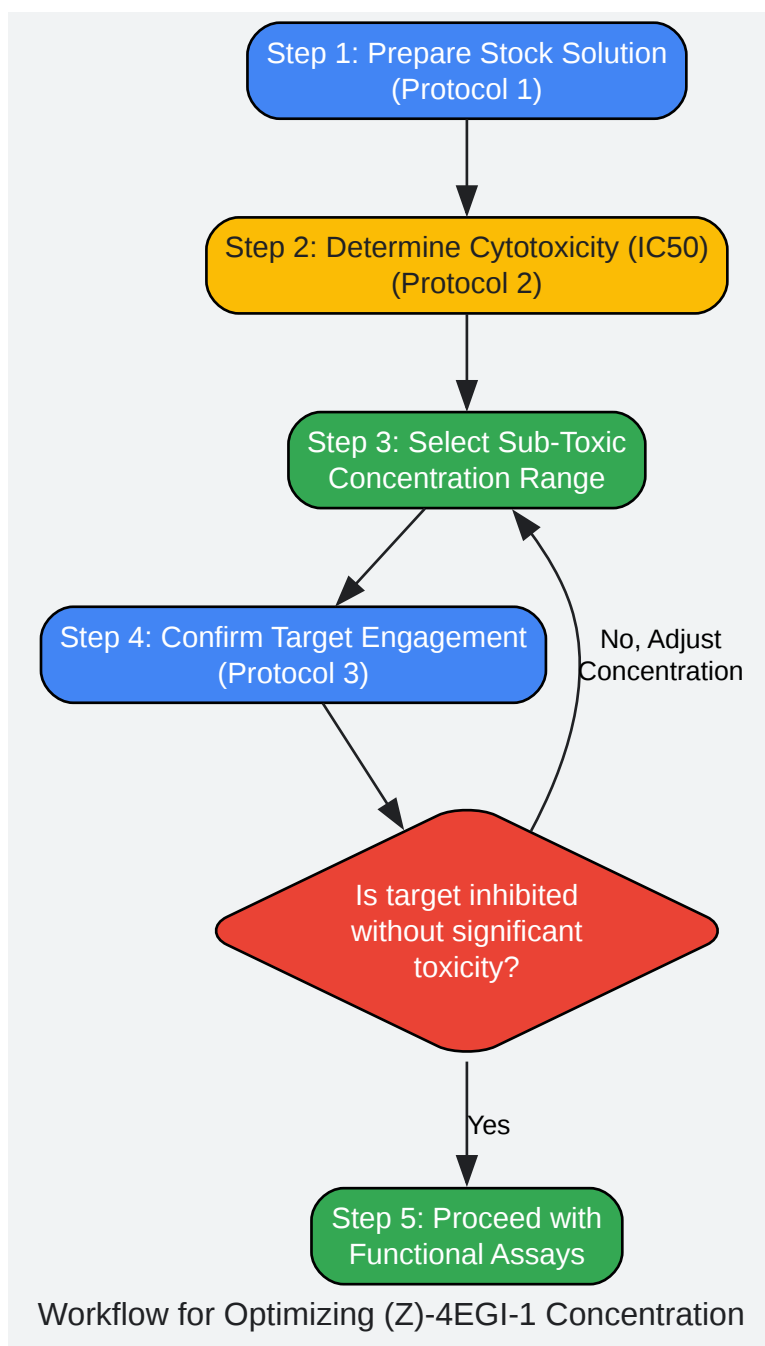 Step 1: Prepare Stock Solution
(Protocol 1)
Step 2: Determine Cytotoxicity (IC50)
(Protocol 2)
Step 3: Select Sub-Toxic
Concentration Range
Step 4: Confirm Target Engagement
(Protocol 3)
No, Adjust
Concentration
Is target inhibited
without significant
toxicity?
Yes
Step 5: Proceed with
Functional Assays
Workflow for Optimizing (Z)-4EGI-1 Concentration